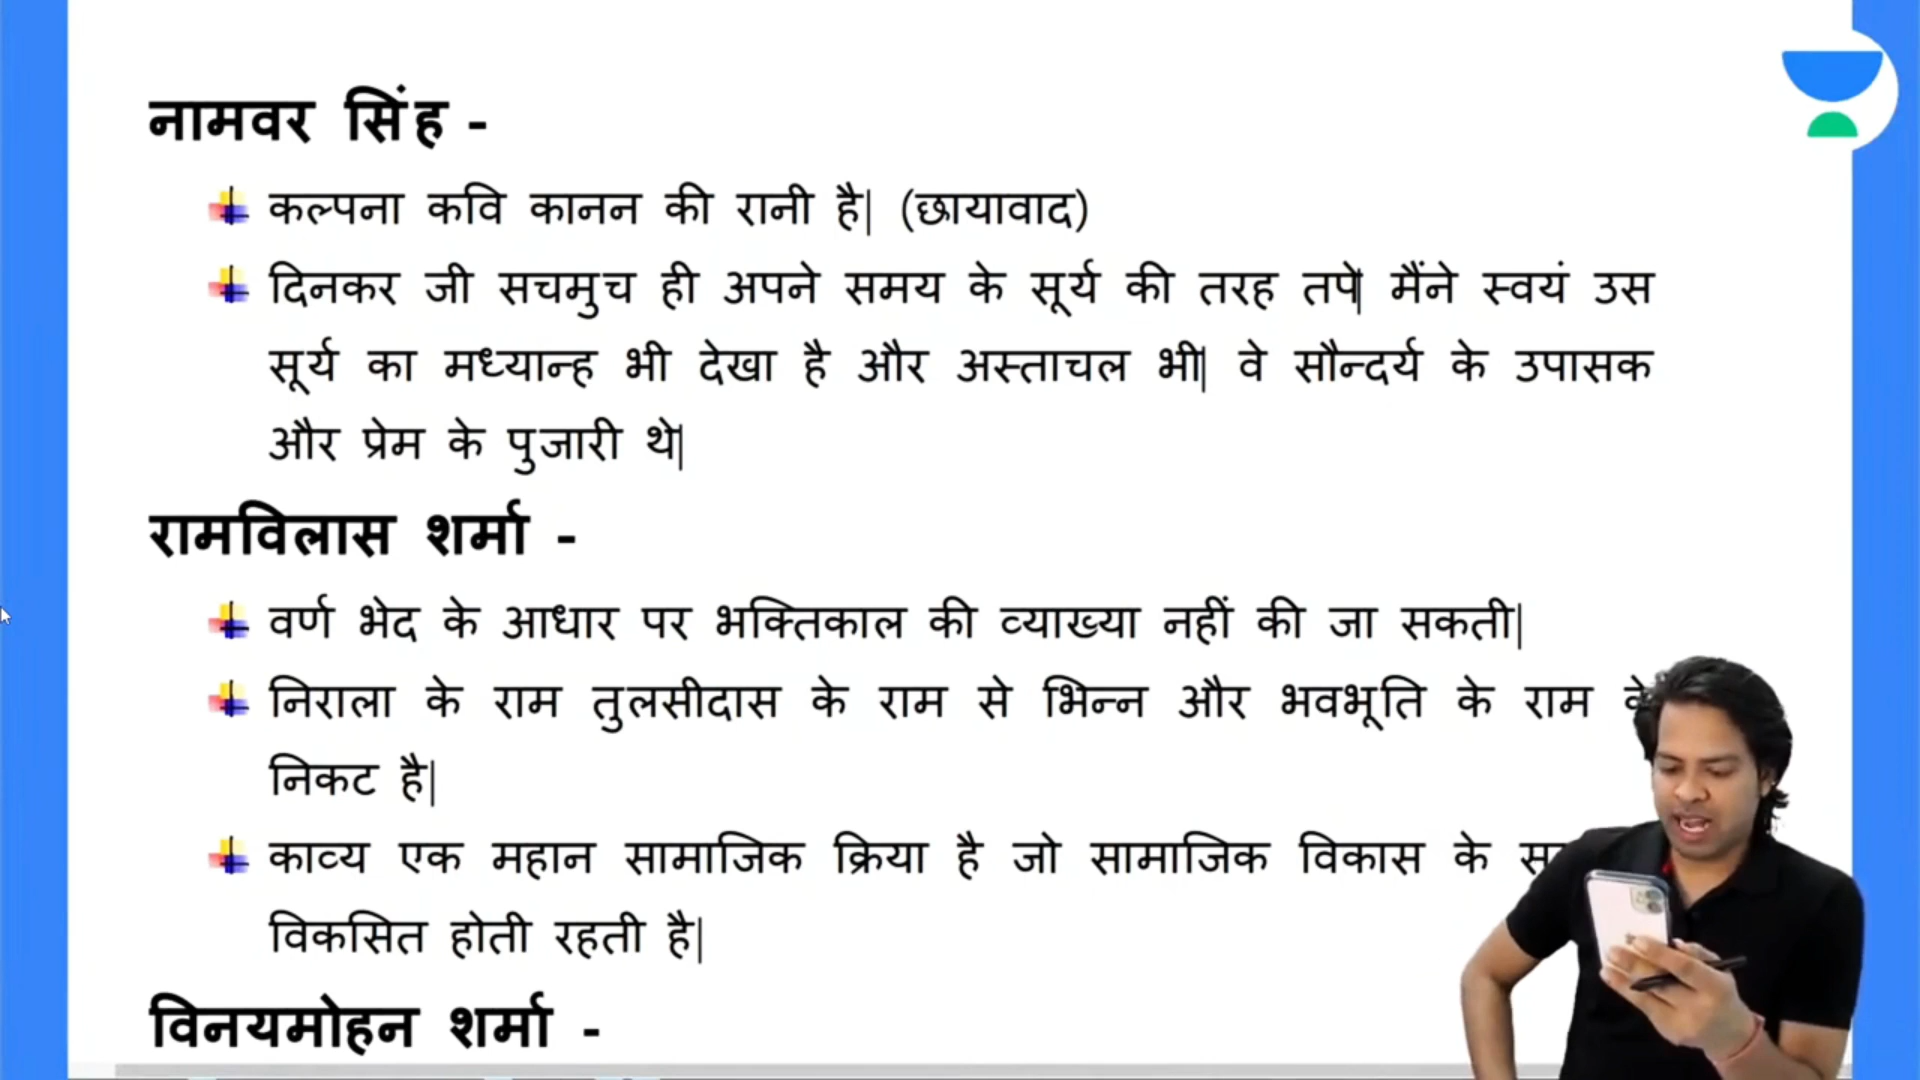 नामवर सिंह -
कल्पना कवि कानन की रानी है| (छायावाद)
दिनकर जी सचमुच ही अपने समय के सूर्य की तरह तपे| मैंने स्वयं उस
सूर्य का मध्यान्ह भी देखा है और अस्ताचल भी| वे सौन्दर्य के उपासक
और प्रेम के पुजारी थे|
रामविलास शर्मा -
वर्ण भेद के आधार पर भक्तिकाल की व्याख्या नहीं की जा सकती|
निराला के राम तुलसीदास के राम से भिन्न और भवभूति के राम के
निकट है|
काव्य एक महान सामाजिक क्रिया है जो सामाजिक विकास के
विकसित होती रहती है|
विनयमोहन शर्मा -